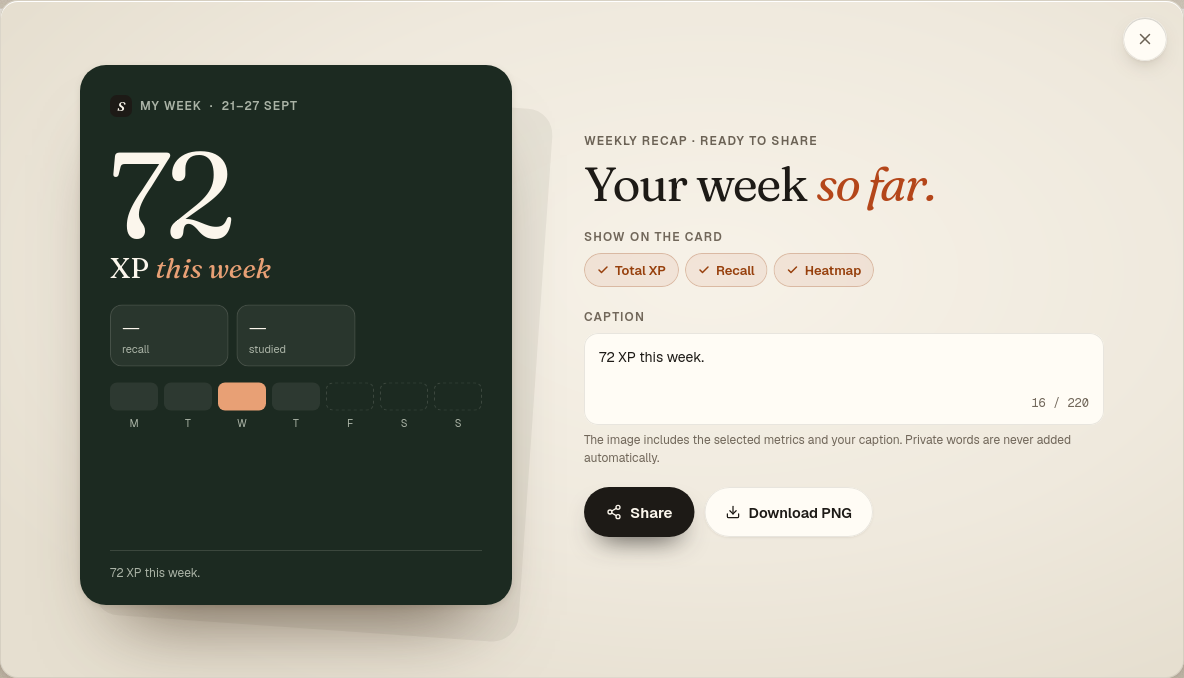 S MY WEEK · 21–27 SEPT
72
XP this week
—
recall
—
studied
M T W T F S S
72 XP this week.
WEEKLY RECAP · READY TO SHARE
Your week so far.
SHOW ON THE CARD
Total XP
Recall
Heatmap
CAPTION
72 XP this week.
16 / 220
The image includes the selected metrics and your caption. Private words are never added
automatically.
Share
Download PNG